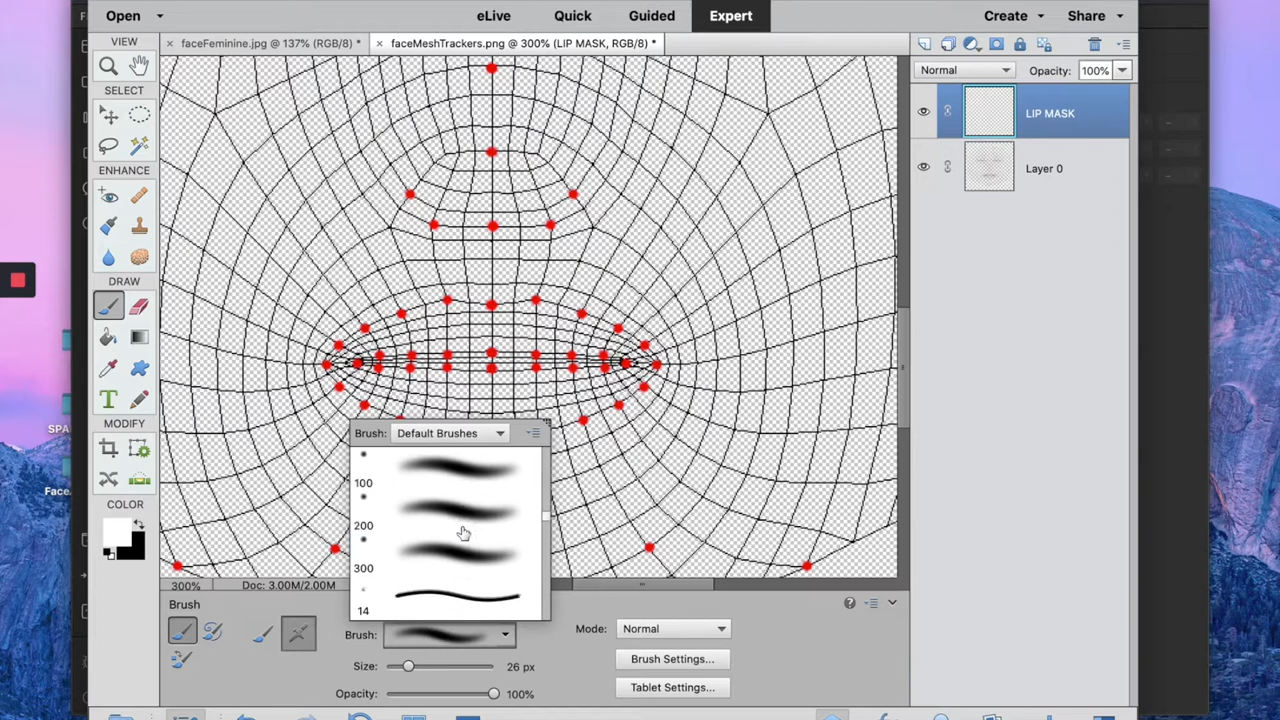 Open
eLive
Quick
Guided
Expert
Create
Share
VIEW
× faceFeminine.jpg @ 137% (RGB/8) *
× faceMeshTrackers.png @ 300% (LIP MASK, RGB/8) *
Normal
Opacity: 100%
SELECT
LIP MASK
ENHANCE
Layer 0
DRAW
T
MODIFY
SPA
Brush: Default Brushes
100
Face
200
COLOR
300
14
300%
Doc: 3.00M/2.00M
Brush
Brush:
Mode: Normal
Size: 26 px
Brush Settings...
Opacity: 100%
Tablet Settings...